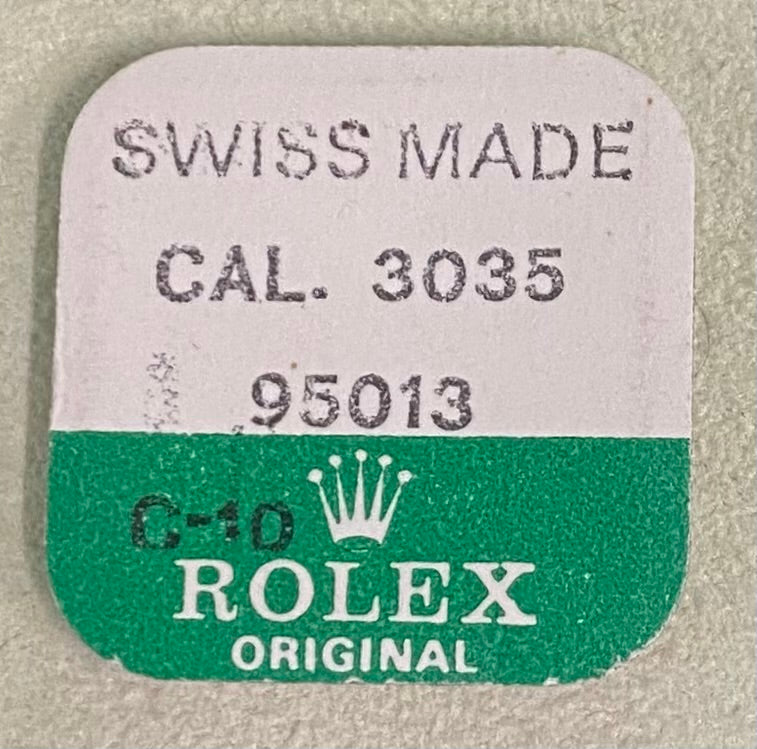 SWISS MADE
CAL. 3035
95013
C-10
ROLEX
ORIGINAL